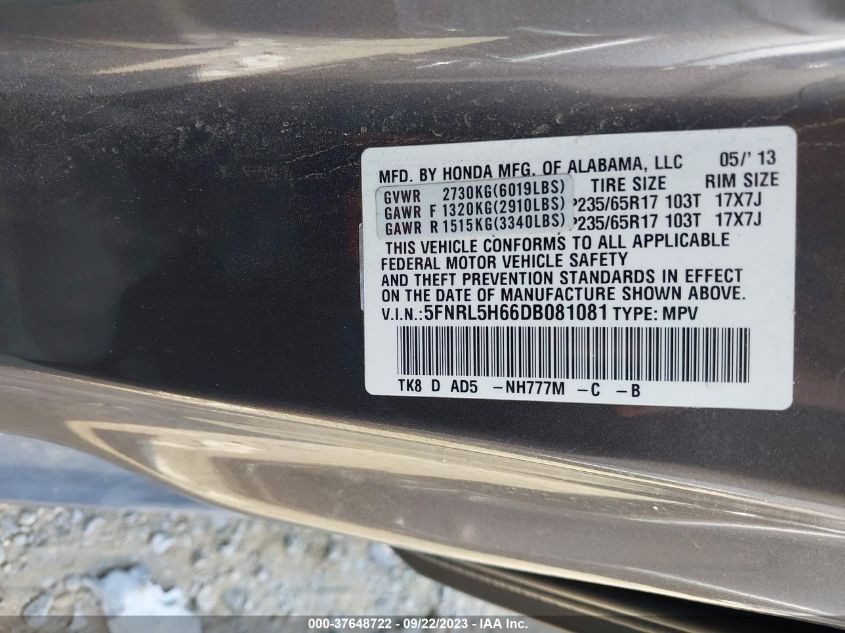 MFD. BY HONDA MFG. OF ALABAMA, LLC 05/'13
GVWR 2730KG(6019LBS) TIRE SIZE RIM SIZE
GAWR F 1320KG(2910LBS) P235/65R17 103T 17X7J
GAWR R 1515KG(3340LBS) P235/65R17 103T 17X7J
THIS VEHICLE CONFORMS TO ALL APPLICABLE
FEDERAL MOTOR VEHICLE SAFETY
AND THEFT PREVENTION STANDARDS IN EFFECT
ON THE DATE OF MANUFACTURE SHOWN ABOVE.
V.I.N.: 5FNRL5H66DB081081 TYPE: MPV
TK8 D AD5 -NH777M -C -B
000-37648722 - 09/22/2023 - IAA Inc.